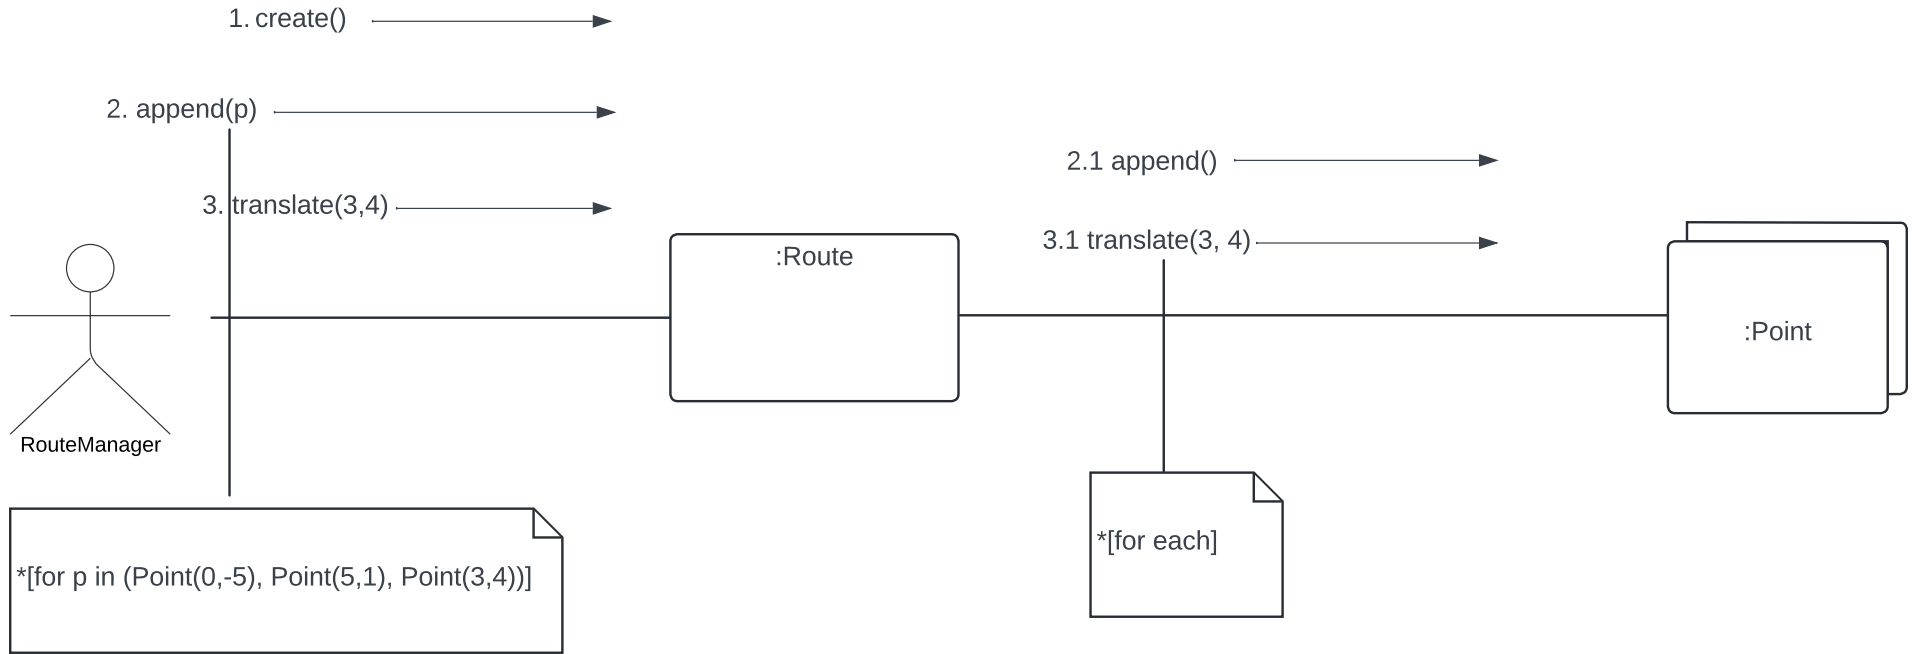 1. create()
2. append(p)
2.1 append()
3. translate(3,4)
3.1 translate(3, 4)
:Route
:Point
RouteManager
*[for each]
*[for p in (Point(0,-5), Point(5,1), Point(3,4))]